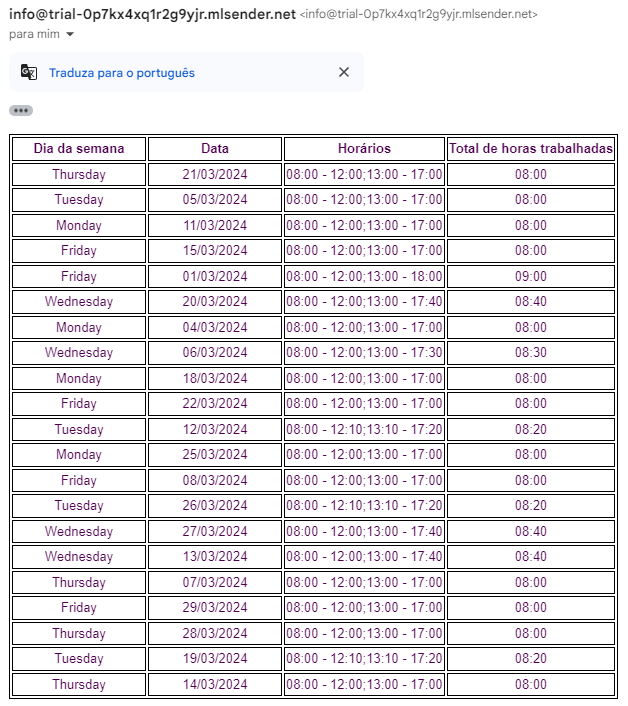 info@trial-0p7kx4xq1r2g9yjr.mlsender.net <info@trial-0p7kx4xq1r2g9yjr.mlsender.net>
para mim
Traduza para o português
Dia da semana Data Horários Total de horas trabalhadas
Thursday 21/03/2024 08:00 - 12:00;13:00 - 17:00 08:00
Tuesday 05/03/2024 08:00 - 12:00;13:00 - 17:00 08:00
Monday 11/03/2024 08:00 - 12:00;13:00 - 17:00 08:00
Friday 15/03/2024 08:00 - 12:00;13:00 - 17:00 08:00
Friday 01/03/2024 08:00 - 12:00;13:00 - 18:00 09:00
Wednesday 20/03/2024 08:00 - 12:00;13:00 - 17:40 08:40
Monday 04/03/2024 08:00 - 12:00;13:00 - 17:00 08:00
Wednesday 06/03/2024 08:00 - 12:00;13:00 - 17:30 08:30
Monday 18/03/2024 08:00 - 12:00;13:00 - 17:00 08:00
Friday 22/03/2024 08:00 - 12:00;13:00 - 17:00 08:00
Tuesday 12/03/2024 08:00 - 12:10;13:10 - 17:20 08:20
Monday 25/03/2024 08:00 - 12:00;13:00 - 17:00 08:00
Friday 08/03/2024 08:00 - 12:00;13:00 - 17:00 08:00
Tuesday 26/03/2024 08:00 - 12:10;13:10 - 17:20 08:20
Wednesday 27/03/2024 08:00 - 12:00;13:00 - 17:40 08:40
Wednesday 13/03/2024 08:00 - 12:00;13:00 - 17:40 08:40
Thursday 07/03/2024 08:00 - 12:00;13:00 - 17:00 08:00
Friday 29/03/2024 08:00 - 12:00;13:00 - 17:00 08:00
Thursday 28/03/2024 08:00 - 12:00;13:00 - 17:00 08:00
Tuesday 19/03/2024 08:00 - 12:10;13:10 - 17:20 08:20
Thursday 14/03/2024 08:00 - 12:00;13:00 - 17:00 08:00